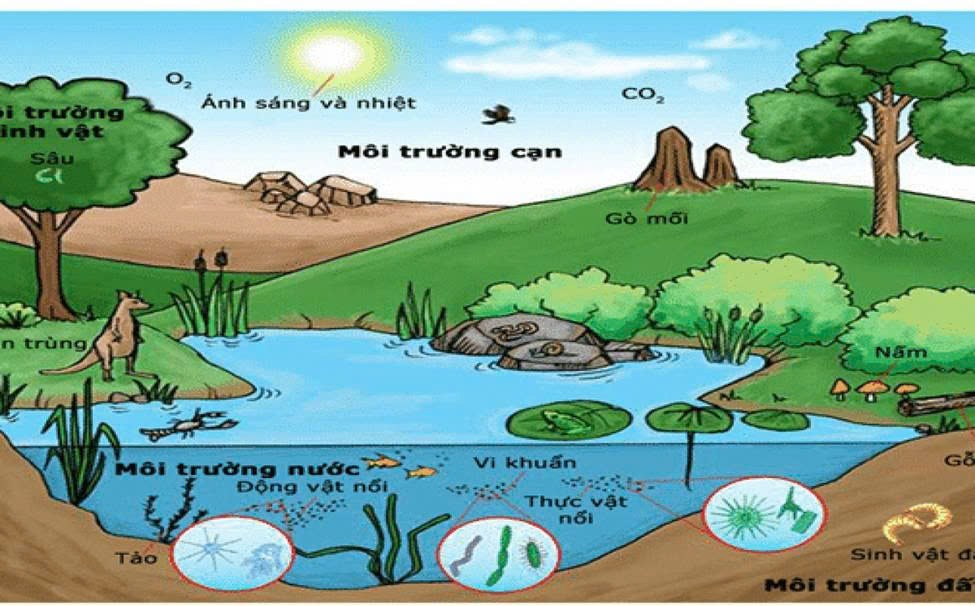 O₂
Ánh sáng và nhiệt
CO₂
ôi trường
inh vật
Sâu
Môi trường cạn
Gò mối
n trùng
Nấm
Gỗ
Môi trường nước
Động vật nổi
Vi khuẩn
Thực vật
nổi
Tảo
Sinh vật đấ
Môi trường đấ